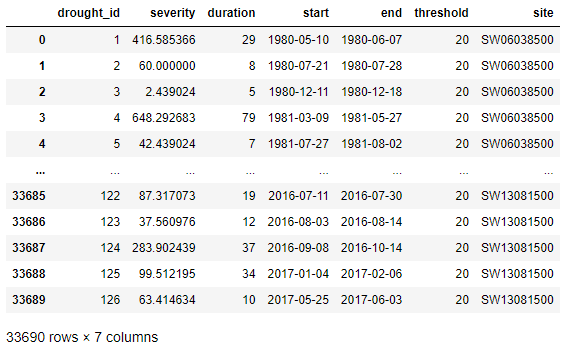 drought_id severity duration start end threshold site
0 1 416.585366 29 1980-05-10 1980-06-07 20 SW06038500
1 2 60.000000 8 1980-07-21 1980-07-28 20 SW06038500
2 3 2.439024 5 1980-12-11 1980-12-18 20 SW06038500
3 4 648.292683 79 1981-03-09 1981-05-27 20 SW06038500
4 5 42.439024 7 1981-07-27 1981-08-02 20 SW06038500
... ... ... ... ... ... ... ...
33685 122 87.317073 19 2016-07-11 2016-07-30 20 SW13081500
33686 123 37.560976 12 2016-08-03 2016-08-14 20 SW13081500
33687 124 283.902439 37 2016-09-08 2016-10-14 20 SW13081500
33688 125 99.512195 34 2017-01-04 2017-02-06 20 SW13081500
33689 126 63.414634 10 2017-05-25 2017-06-03 20 SW13081500
33690 rows × 7 columns